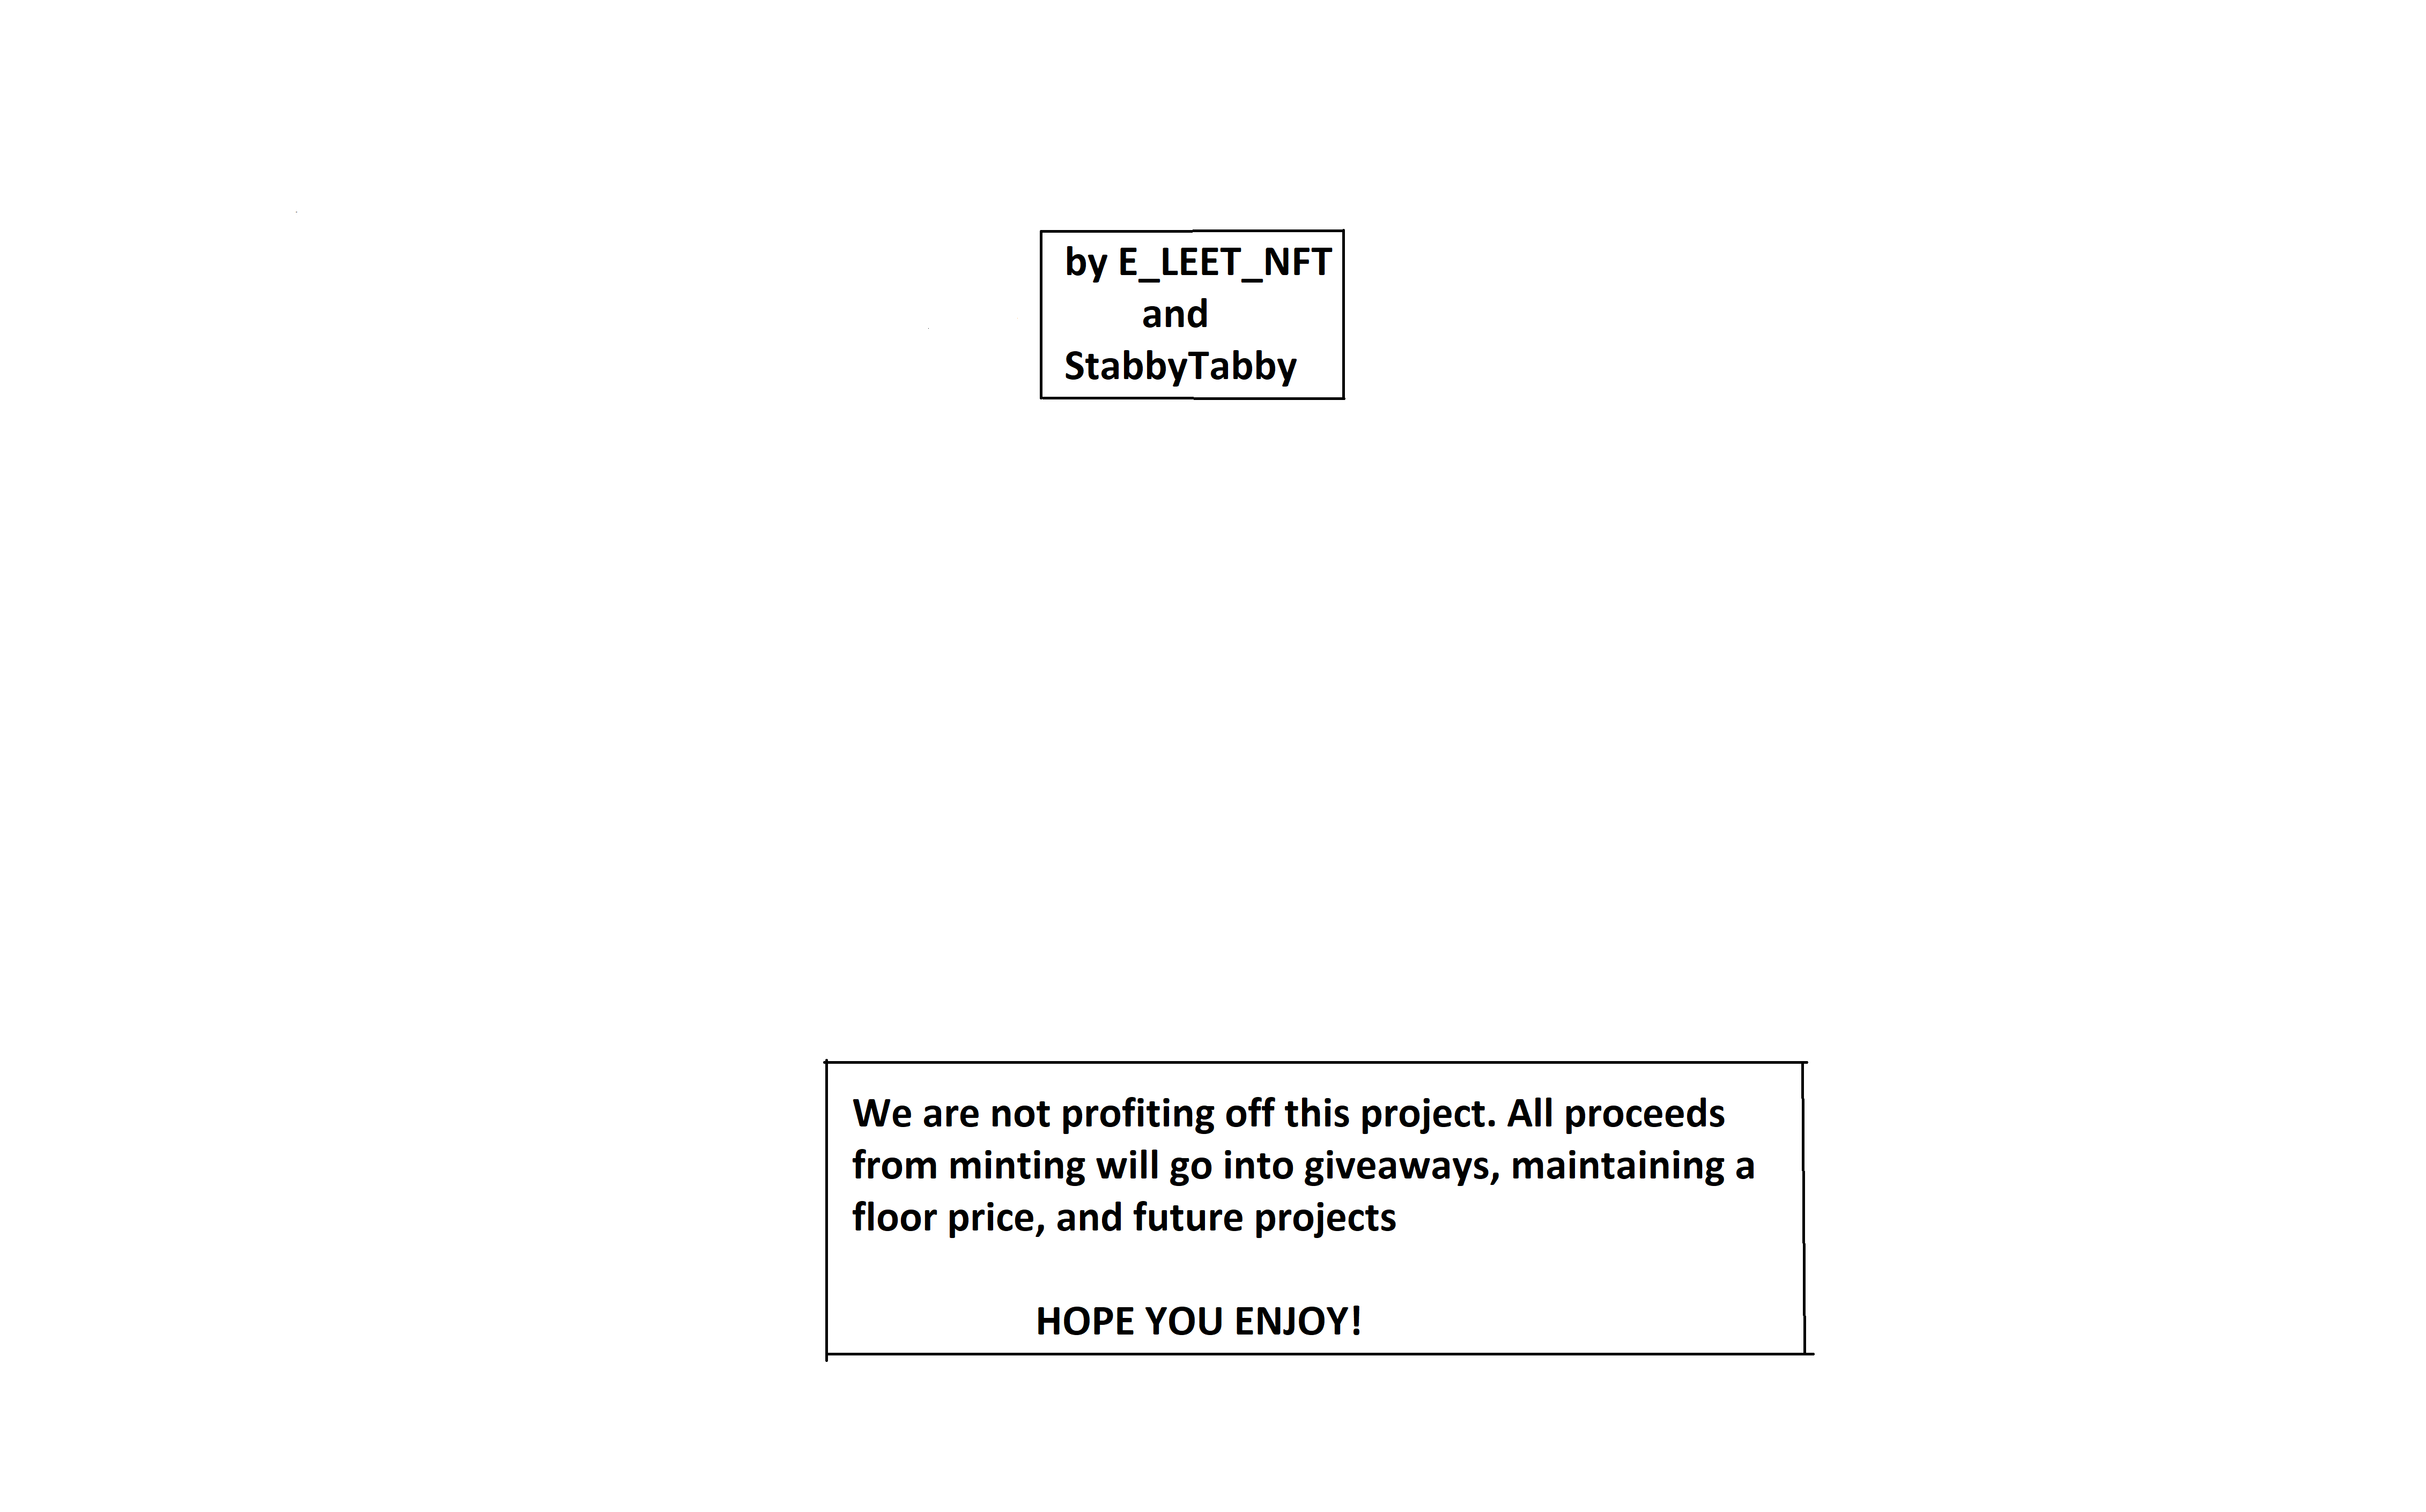 by E_LEET_NFT
and
StabbyTabby
We are not profiting off this project. All proceeds
from minting will go into giveaways, maintaining a
floor price, and future projects
HOPE YOU ENJOY!